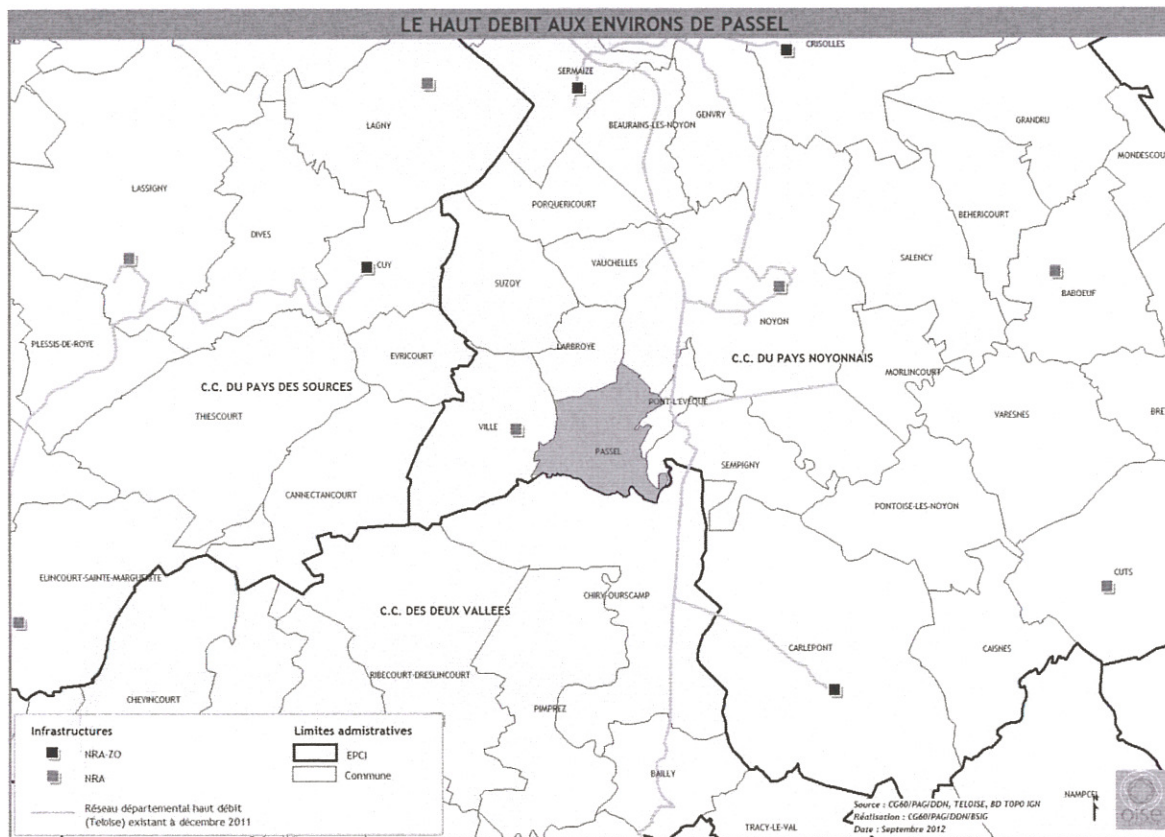 LE HAUT DEBIT AUX ENVIRONS DE PASSEL
CRISOLLES
SERMAIZE
LAGNY
BEAURAINS-LES-NOYON
GENVRY
GRANDRU
MONDESCOU
LASSIGNY
PORQUERICOURT
BEHERICOURT
DIVES
VAUCHELLES
SALENCY
CUY
SUZOY
BABOEUF
NOYON
PLESSIS-DE-ROYE
EVRICOURT
LARBROYE
C.C. DU PAYS NOYONNAIS
MORLINCOURT
C.C. DU PAYS DES SOURCES
PONT-L'EVEQUE
THIESCOURT
VARESNES
BRE
VILLE
PASSEL
SEMPIGNY
CANNECTANCOURT
PONTOISE-LES-NOYON
ELINCOURT-SAINTE-MARGUERITE
CUTS
CHIRY-OURSCAMP
C.C. DES DEUX VALLEES
CARLEPONT
CAISNES
RIBECOURT-DRESLINCOURT
CHEVINCOURT
PIMPREZ
BAILLY
NAMPCEL
TRACY-LE-VAL
Infrastructures
NRA-ZO
NRA
Réseau départemental haut débit
(Teloise) existant à décembre 2011
Limites admistratives
EPCI
Commune
Source : CG60/PAG/DDN, TELOISE, BD TOPO IGN
Réalisation : CG60/PAG/DDN/BSIG
Date : Septembre 2012
oise